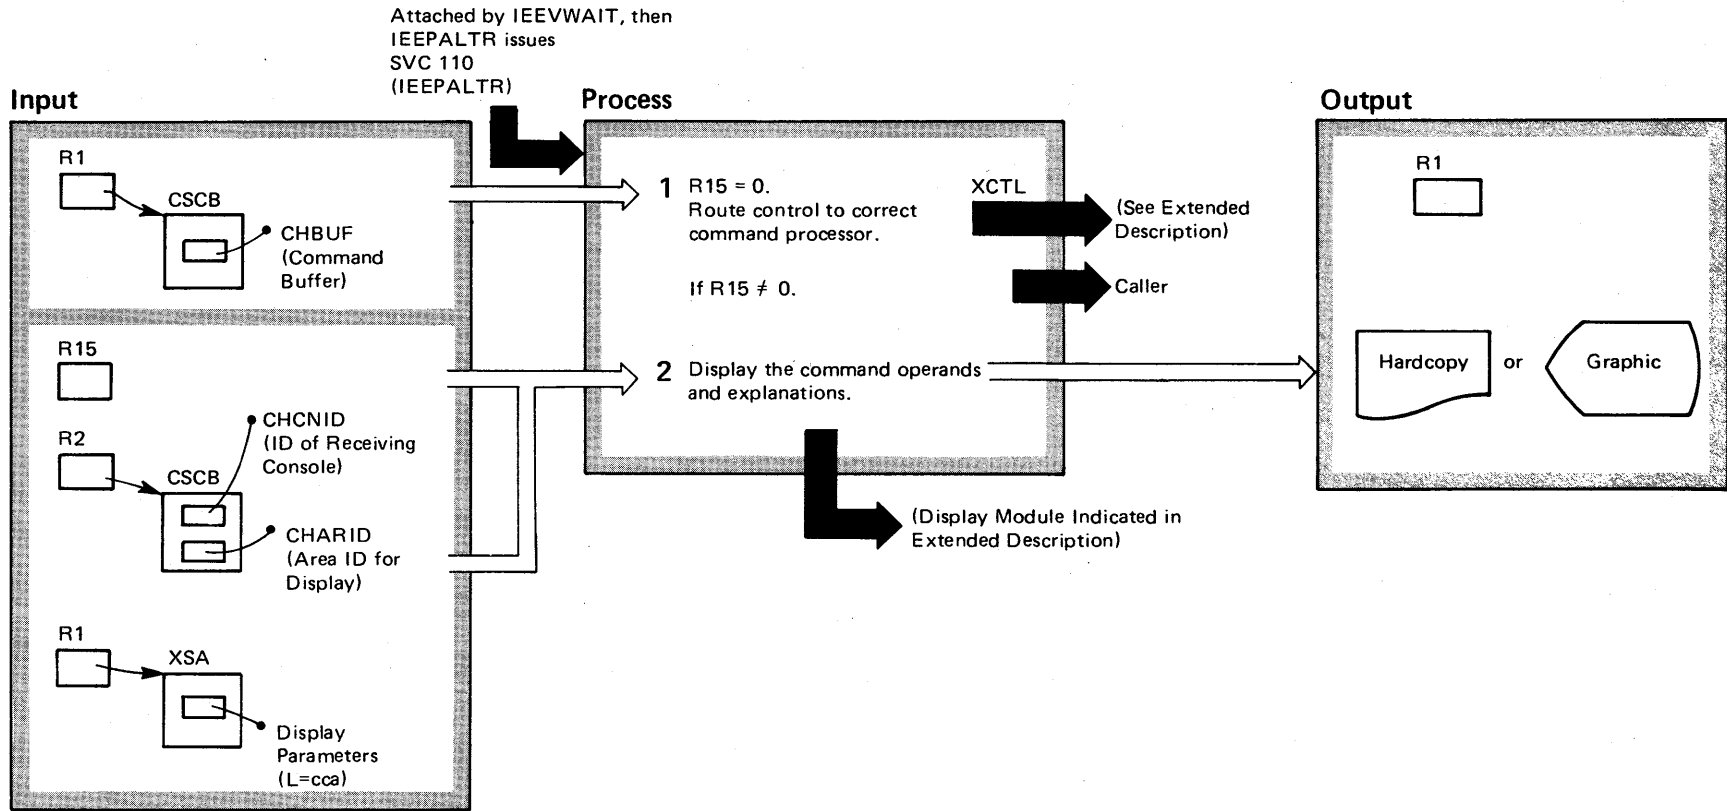 Attached by IEEVWAIT, then
IEEPALTR issues
SVC 110
(IEEPALTR)
Input
Process
Output
R1
CSCB
CHBUF
(Command
Buffer)
R15
R2
CHCNID
(ID of Receiving
Console)
CSCB
CHARID
(Area ID for
Display)
R1
XSA
Display
Parameters
(L=cca)
1 R15 = 0.
Route control to correct
command processor.
If R15 ≠ 0.
XCTL
(See Extended
Description)
Caller
2 Display the command operands
and explanations.
(Display Module Indicated in
Extended Description)
R1
Hardcopy or Graphic